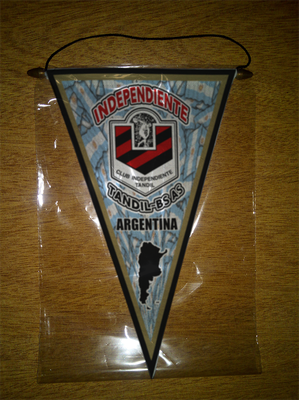 INDEPENDIENTE
CLUB INDEPENDIENTE
TANDIL
TANDIL-BS AS
ARGENTINA